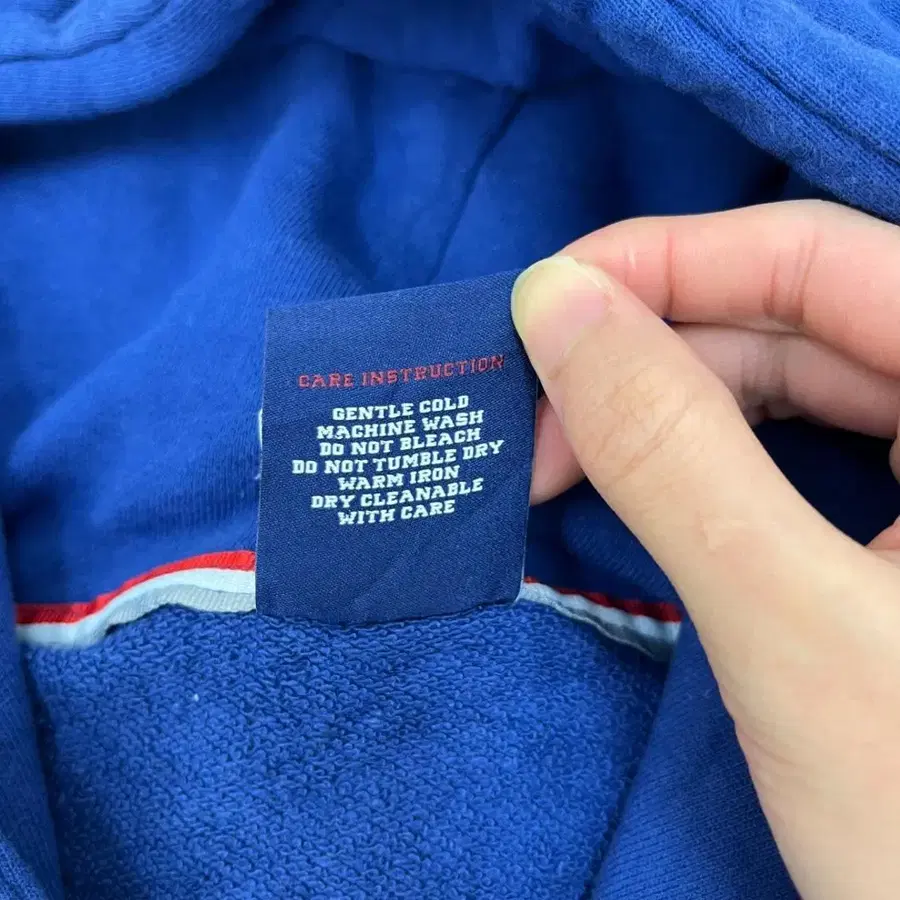 CARE INSTRUCTION
GENTLE COLD
MACHINE WASH
DO NOT BLEACH
DO NOT TUMBLE DRY
WARM IRON
DRY CLEANABLE
WITH CARE